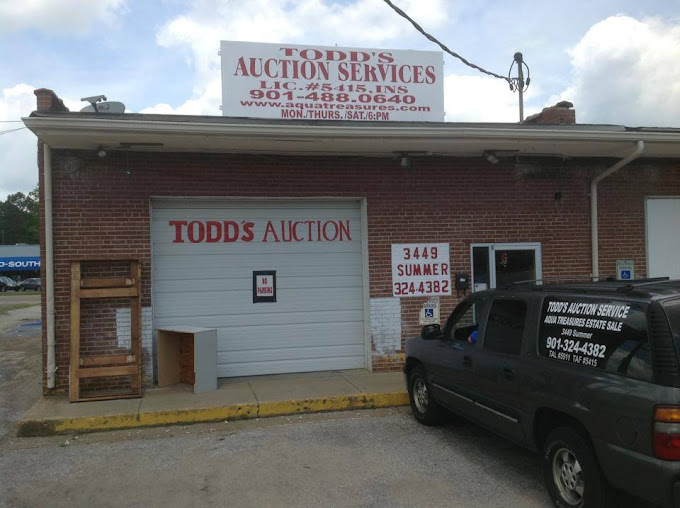 TODD'S
AUCTION SERVICES
LIC.#5415.INS
901-488.0640
www.aquatreasures.com
MON./THURS./SAT./6:PM
TODD'S AUCTION
NO
PARKING
3449
SUMMER
324-4382
O-SOUTH
TODD'S AUCTION SERVICE
AQUA TREASURES ESTATE SALE
3449 Summer
901-324-4382
TAL #5911 TAF #5415